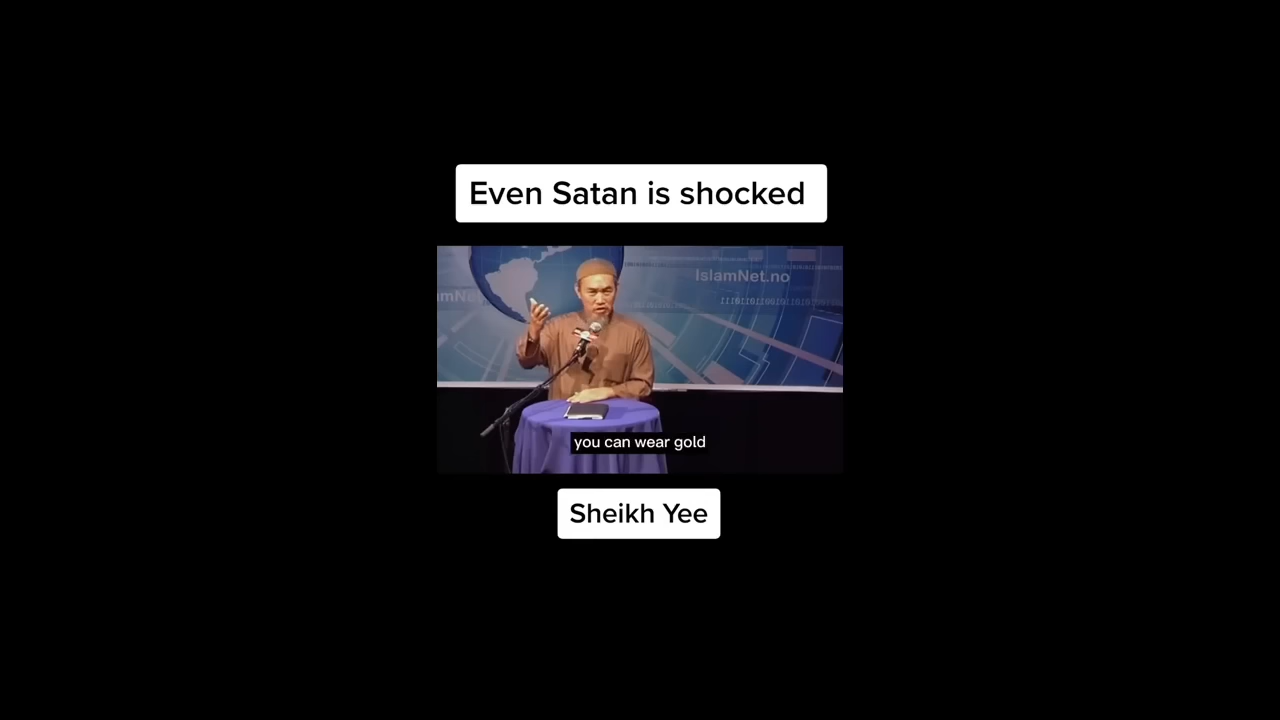 Even Satan is shocked
IslamNet.no
you can wear gold
Sheikh Yee